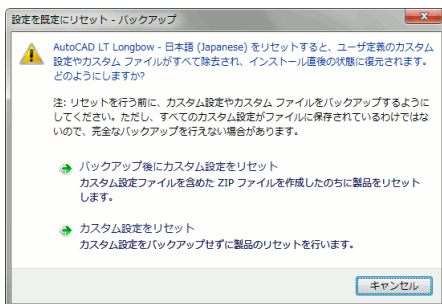 設定を既定にリセット - バックアップ
AutoCAD LT Longbow - 日本語 (Japanese) をリセットすると、ユーザ定義のカスタム
設定やカスタム ファイルがすべて除去され、インストール直後の状態に復元されます。
どのようにしますか?
注: リセットを行う前に、カスタム設定やカスタム ファイルをバックアップするように
してください。ただし、すべてのカスタム設定がファイルに保存されているわけではな
いので、完全なバックアップを行えない場合があります。
バックアップ後にカスタム設定をリセット
カスタム設定ファイルを含めた ZIP ファイルを作成したのちに製品をリセット
します。
カスタム設定をリセット
カスタム設定をバックアップせずに製品のリセットを行います。
キャンセル